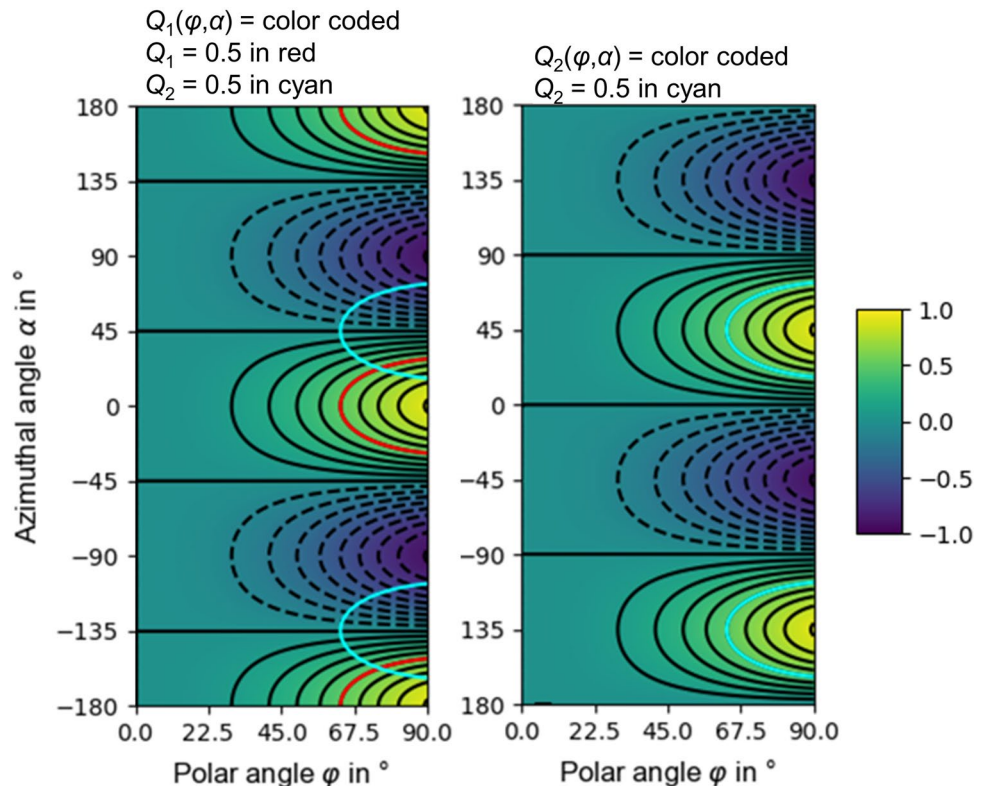 Q₁(φ,α) = color coded
Q₁ = 0.5 in red
Q₂ = 0.5 in cyan
Q₂(φ,α) = color coded
Q₂ = 0.5 in cyan
Azimuthal angle α in °
180
135
90
45
0
−45
−90
−135
−180
0.0 22.5 45.0 67.5 90.0
Polar angle φ in °
180
135
90
45
0
−45
−90
135
180
0.0 22.5 45.0 67.5 90.0
Polar angle φ in °
1.0
0.5
0.0
−0.5
−1.0